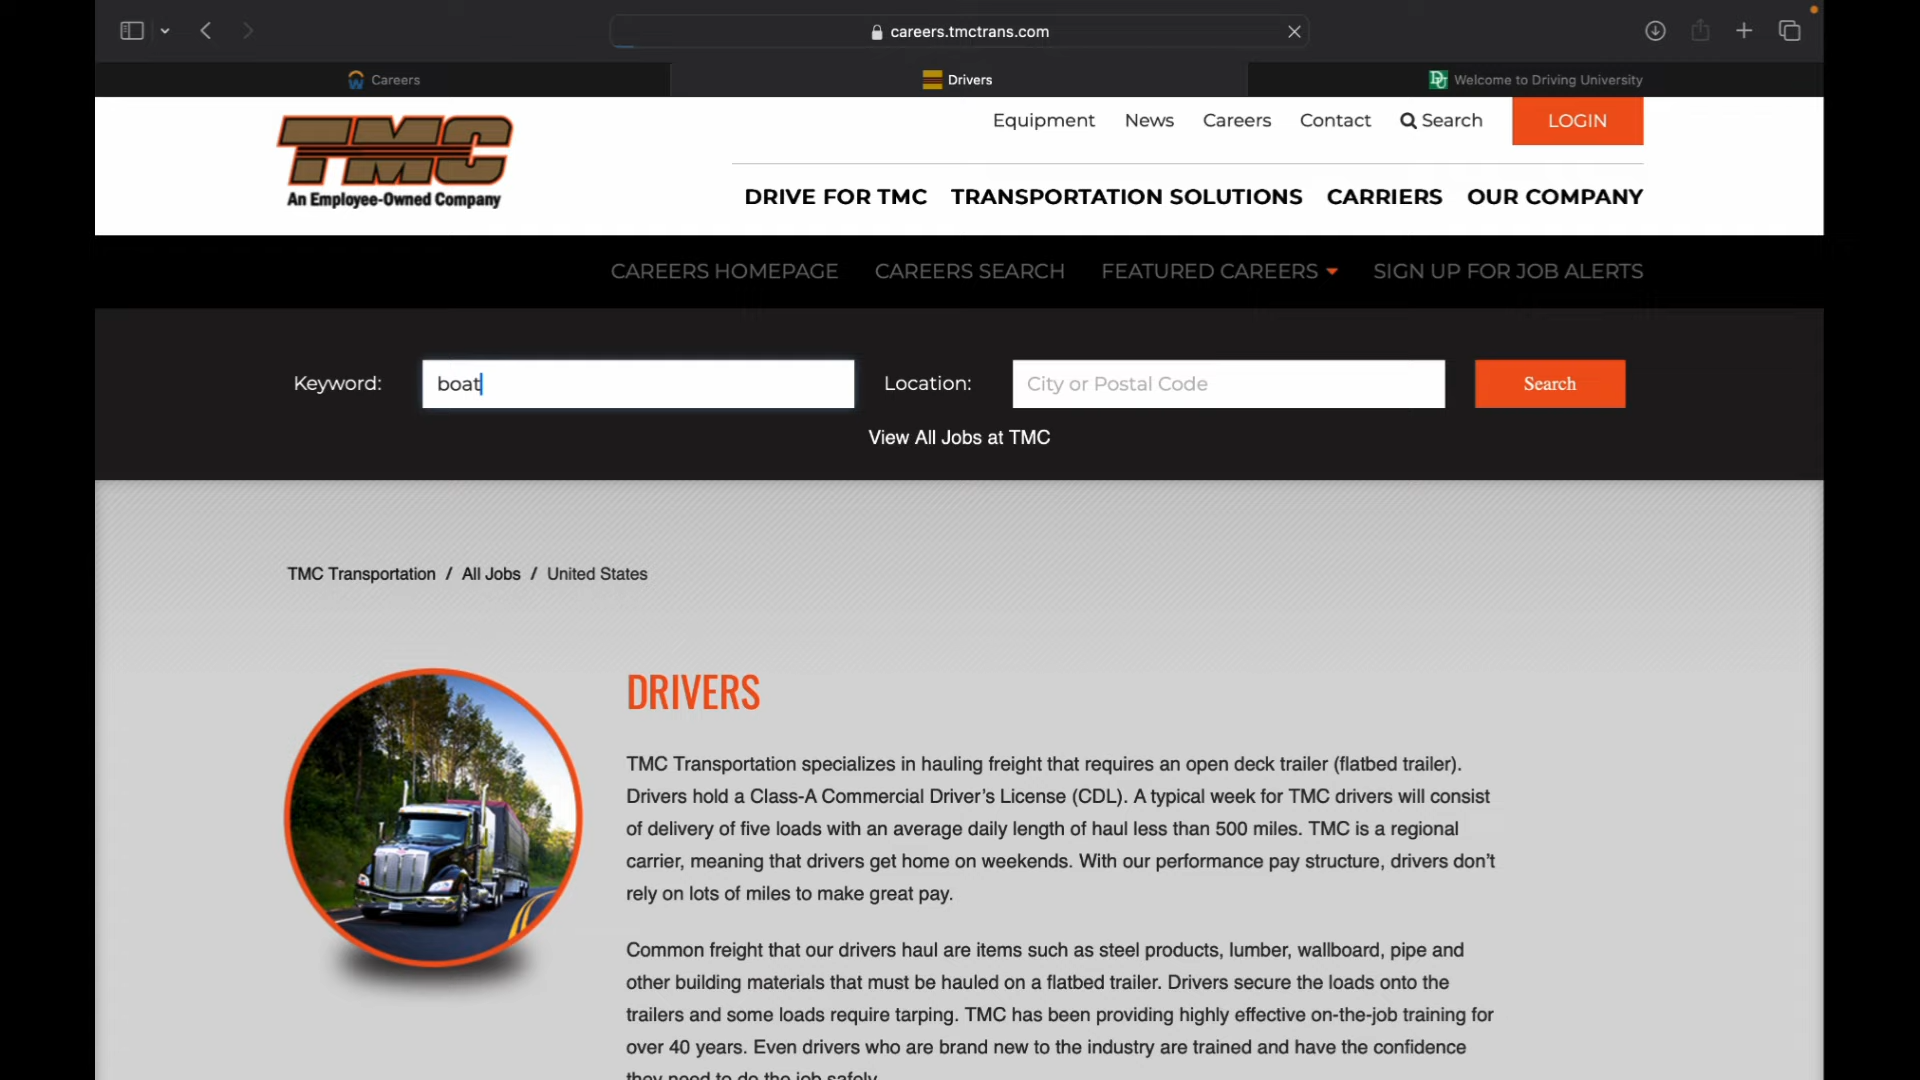 careers.tmctrans.com
Careers
Drivers
Welcome to Driving University
TMC
An Employee-Owned Company
Equipment
News
Careers
Contact
Search
LOGIN
DRIVE FOR TMC
TRANSPORTATION SOLUTIONS
CARRIERS
OUR COMPANY
CAREERS HOMEPAGE
CAREERS SEARCH
FEATURED CAREERS
SIGN UP FOR JOB ALERTS
Keyword:
boat
Location:
City or Postal Code
Search
View All Jobs at TMC
TMC Transportation / All Jobs / United States
DRIVERS
TMC Transportation specializes in hauling freight that requires an open deck trailer (flatbed trailer).
Drivers hold a Class-A Commercial Driver’s License (CDL). A typical week for TMC drivers will consist
of delivery of five loads with an average daily length of haul less than 500 miles. TMC is a regional
carrier, meaning that drivers get home on weekends. With our performance pay structure, drivers don’t
rely on lots of miles to make great pay.
Common freight that our drivers haul are items such as steel products, lumber, wallboard, pipe and
other building materials that must be hauled on a flatbed trailer. Drivers secure the loads onto the
trailers and some loads require tarping. TMC has been providing highly effective on-the-job training for
over 40 years. Even drivers who are brand new to the industry are trained and have the confidence
they need to do the job safely.